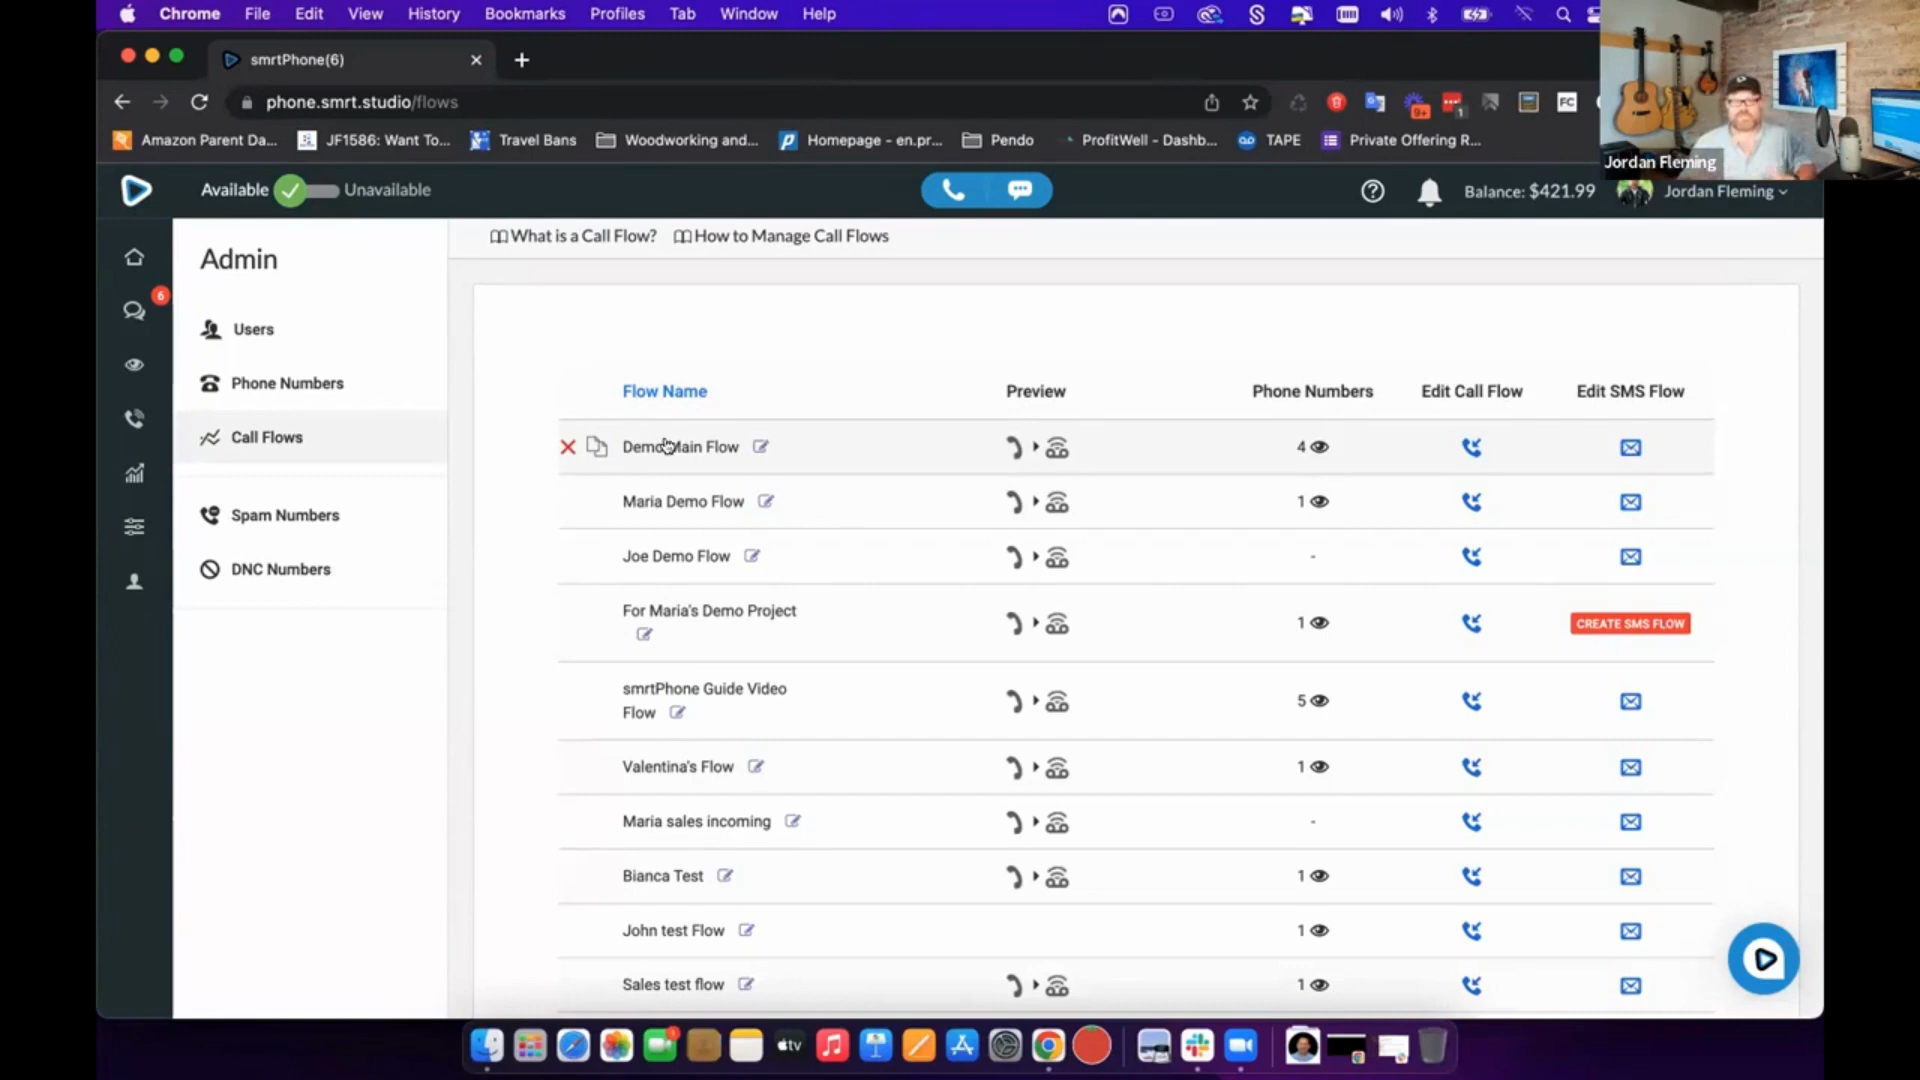 Chrome File Edit View History Bookmarks Profiles Tab Window Help
smrtPhone(6)
phone.smrt.studio/flows
9+
1
FC
Amazon Parent Da...
JF1586: Want To...
Travel Bans
Woodworking and...
Homepage - en.pr...
Pendo
ProfitWell - Dashb...
TAPE
Private Offering R...
Jordan Fleming
Available
Unavailable
Balance: $421.99
Jordan Fleming
Admin
6
Users
Phone Numbers
Call Flows
Spam Numbers
DNC Numbers
What is a Call Flow?
How to Manage Call Flows
Flow Name Preview Phone Numbers Edit Call Flow Edit SMS Flow
Demo Main Flow 4
Maria Demo Flow 1
Joe Demo Flow -
For Maria's Demo Project 1 CREATE SMS FLOW
smrtPhone Guide Video
Flow 5
Valentina's Flow 1
Maria sales incoming -
Bianca Test 1
John test Flow 1
Sales test flow 1
tv